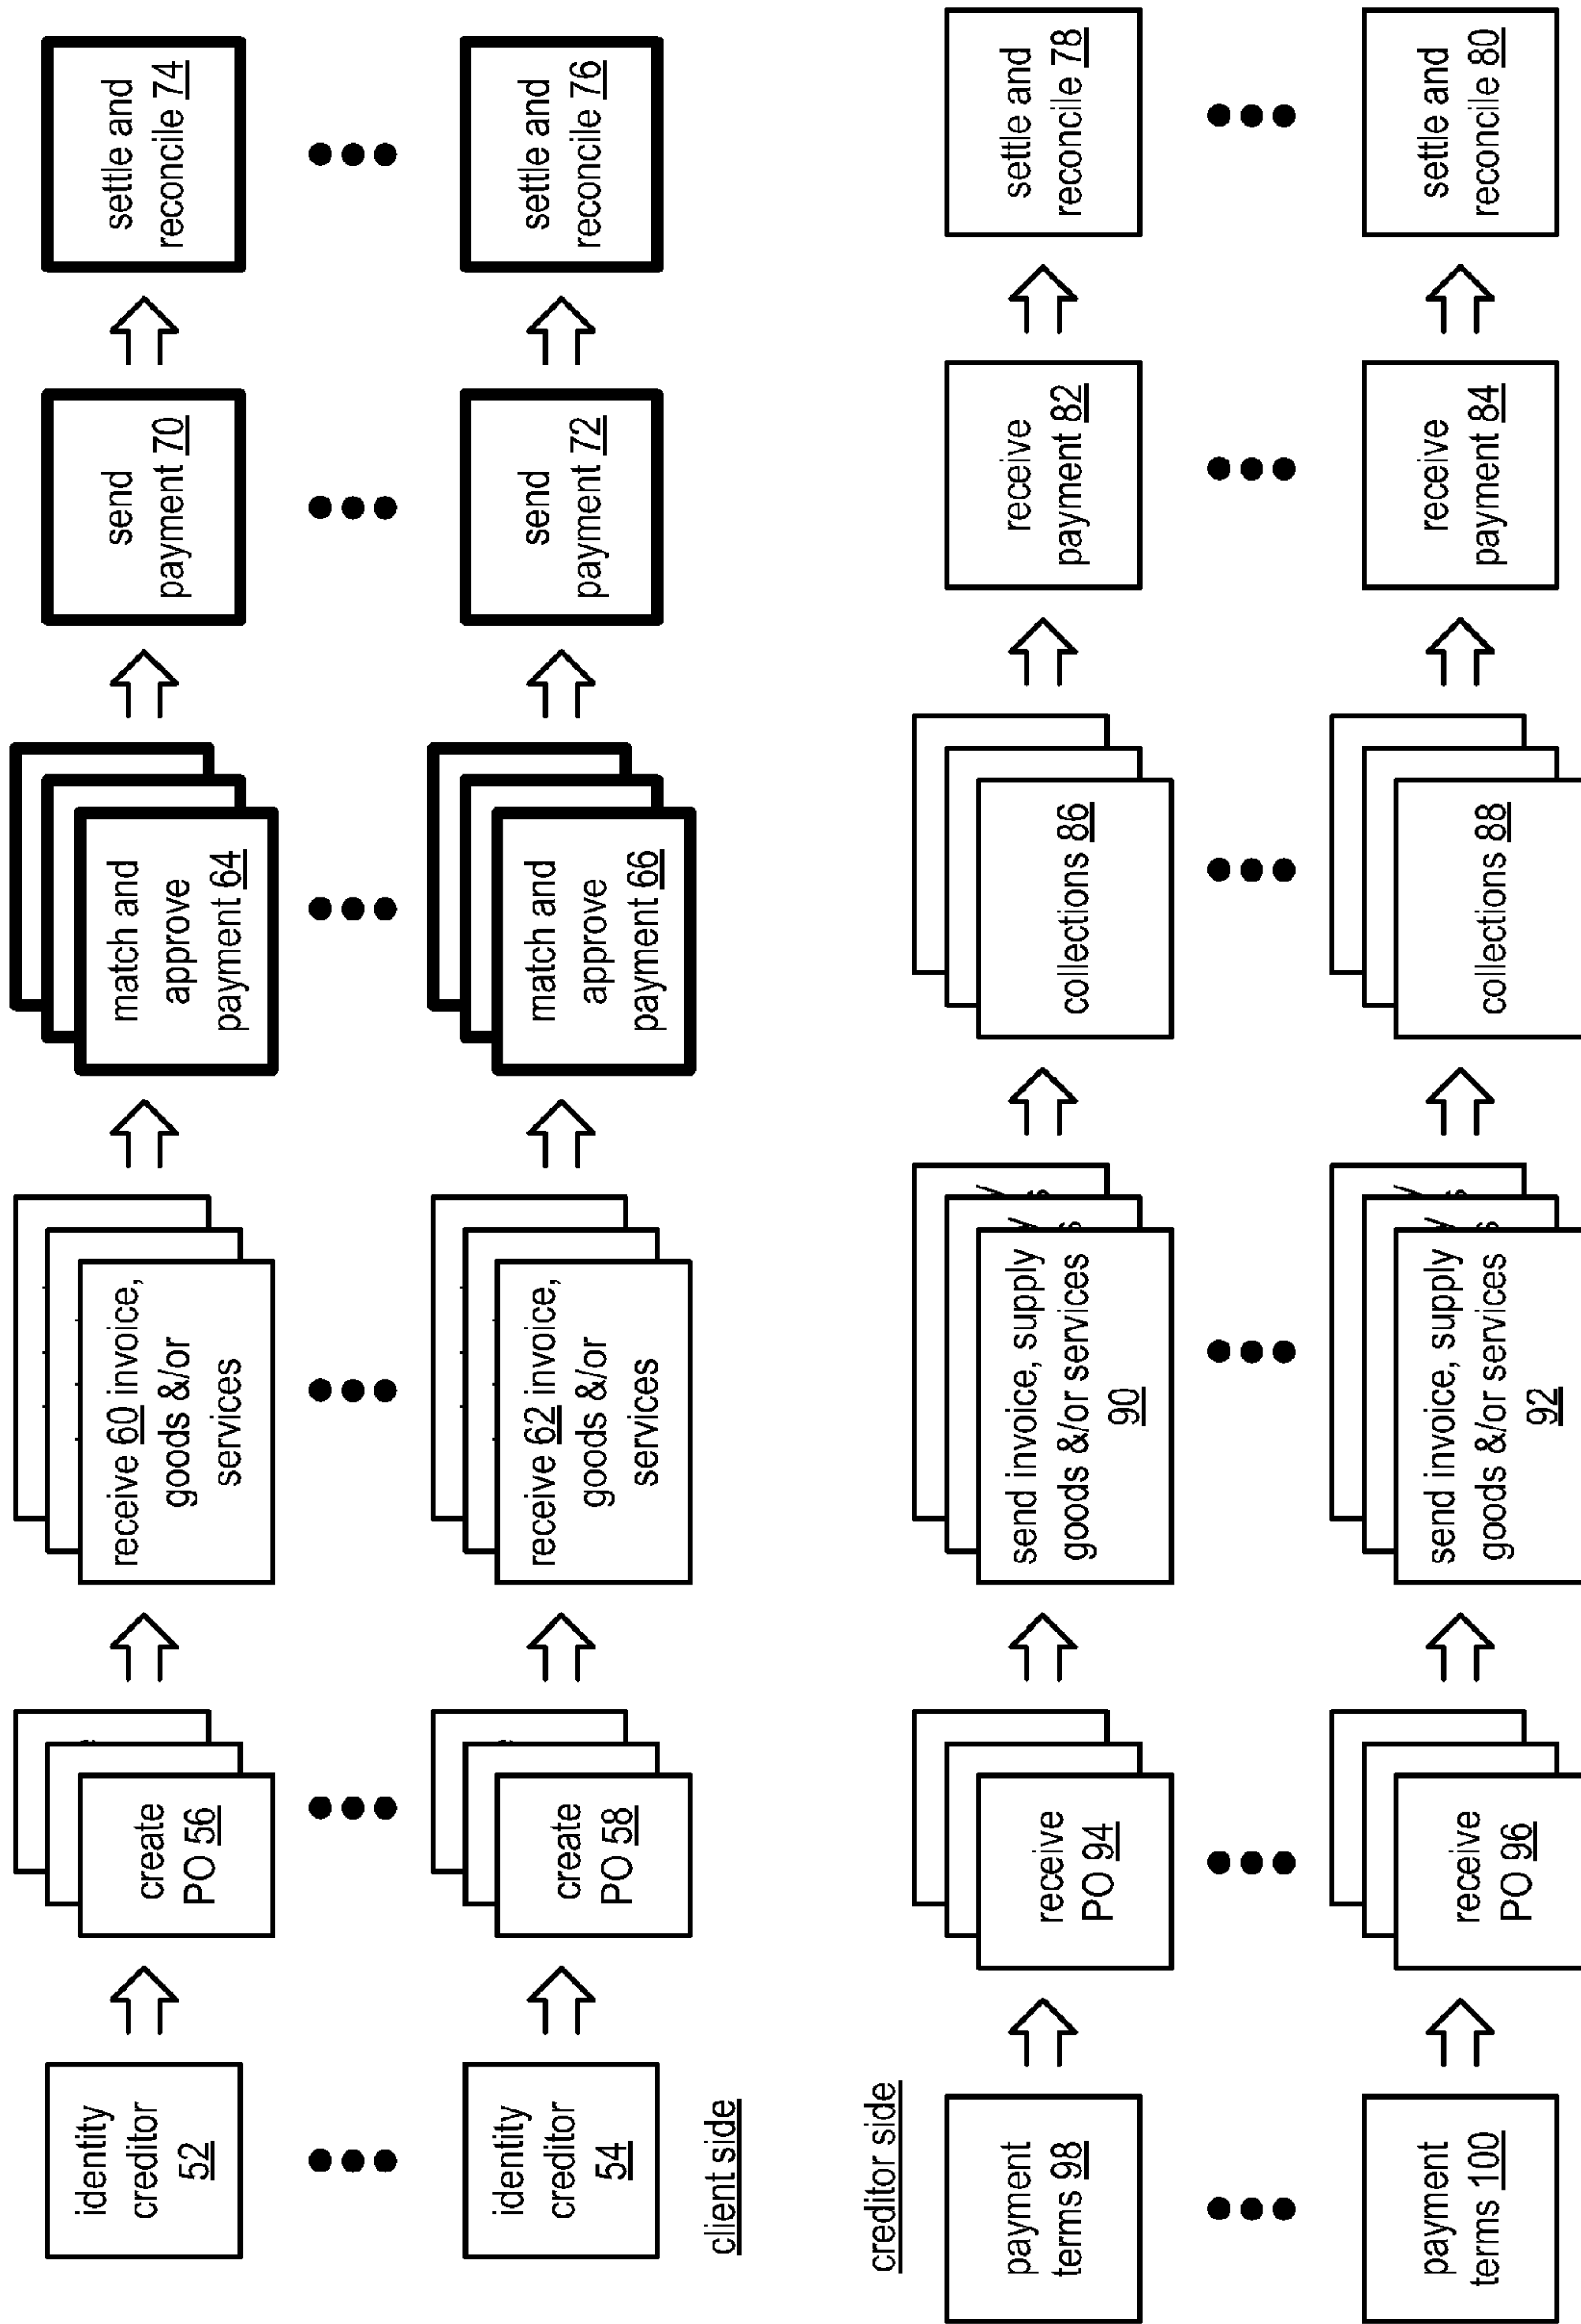 identity
creditor
52
create
PO 56
receive 60 invoice,
goods &/or
services
match and
approve
payment 64
send
payment 70
settle and
reconcile 74
identity
creditor
54
create
PO 58
receive 62 invoice,
goods &/or
services
match and
approve
payment 66
send
payment 72
settle and
reconcile 76
client side
creditor side
payment
terms 98
receive
PO 94
send invoice, supply
goods &/or services
90
collections 86
receive
payment 82
settle and
reconcile 78
payment
terms 100
receive
PO 96
send invoice, supply
goods &/or services
92
collections 88
receive
payment 84
settle and
reconcile 80